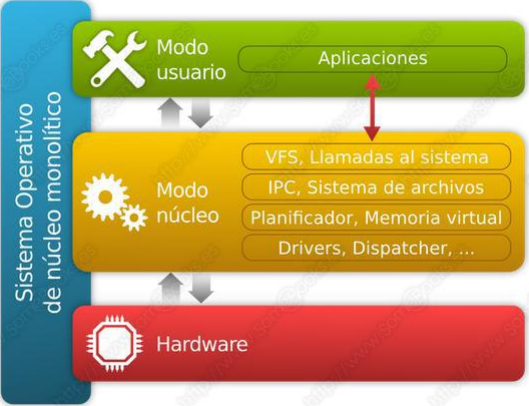 Sistema Operativo
de núcleo monolítico
Modo
usuario
Aplicaciones
Modo
núcleo
VFS, Llamadas al sistema
IPC, Sistema de archivos
Planificador, Memoria virtual
Drivers, Dispatcher, ...
Hardware